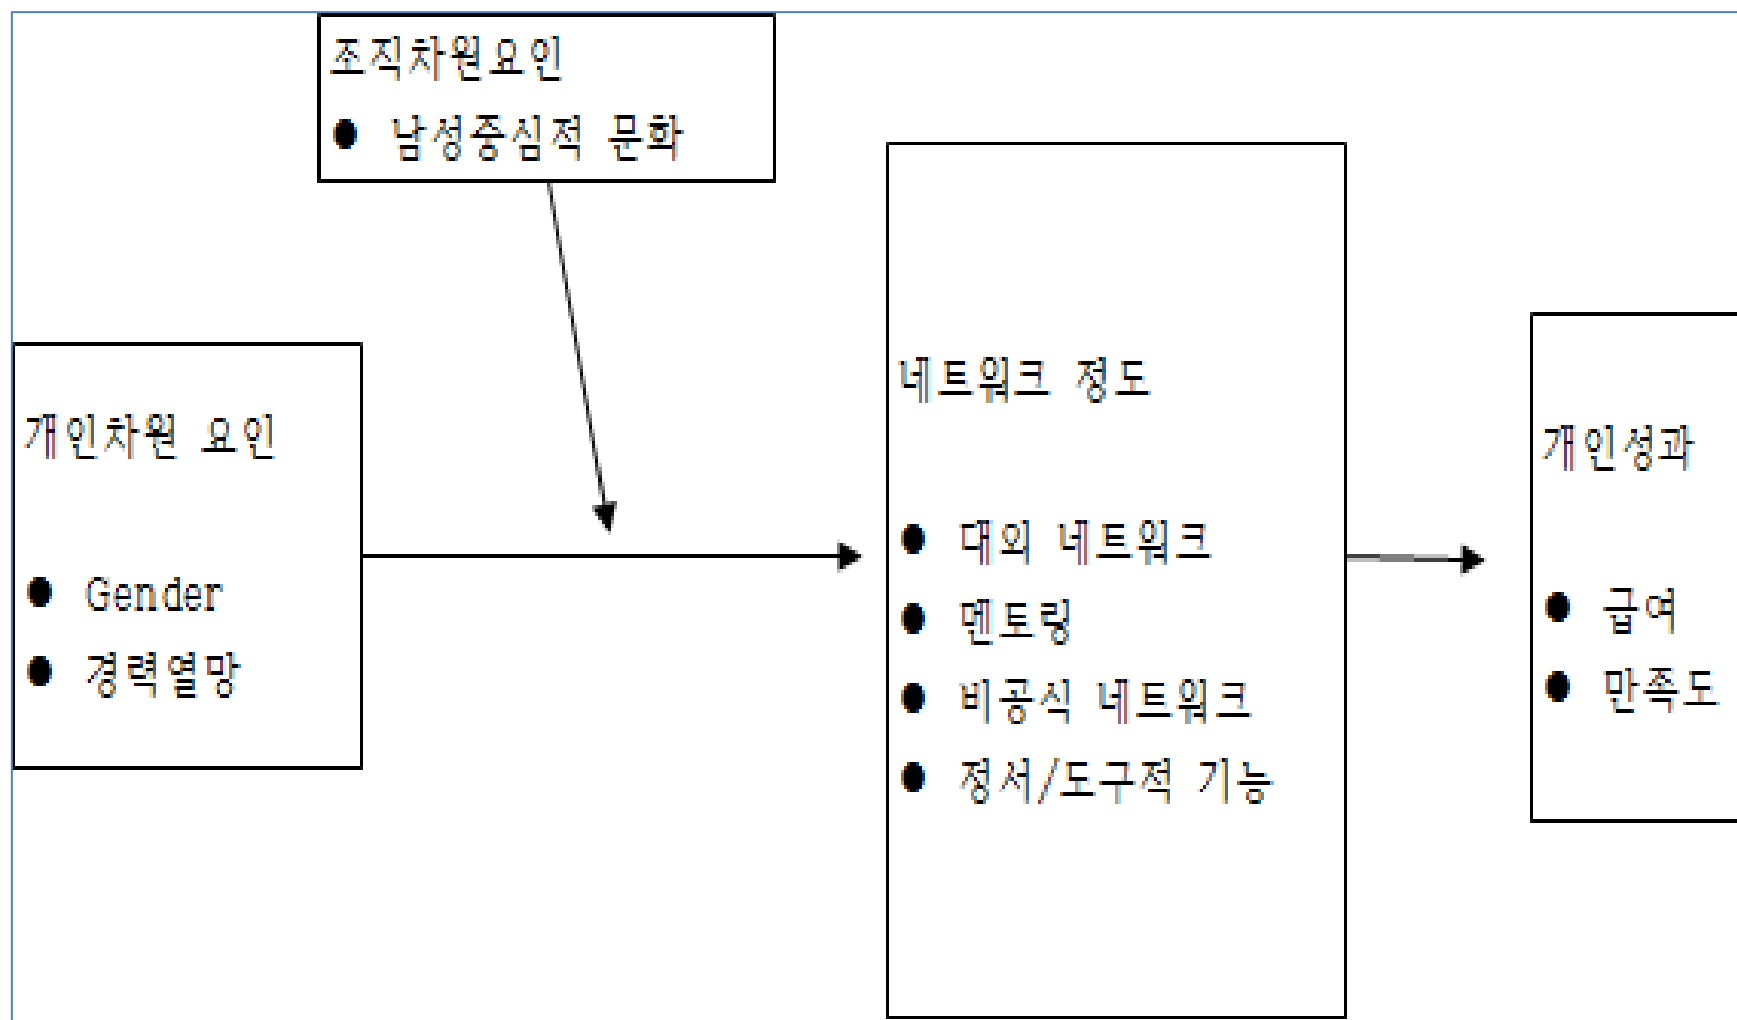 조직차원요인
● 남성중심적 문화
개인차원 요인
● Gender
● 경력열망
네트워크 정도
● 대외 네트워크
● 멘토링
● 비공식 네트워크
● 정서/도구적 기능
개인성과
● 급여
● 만족도